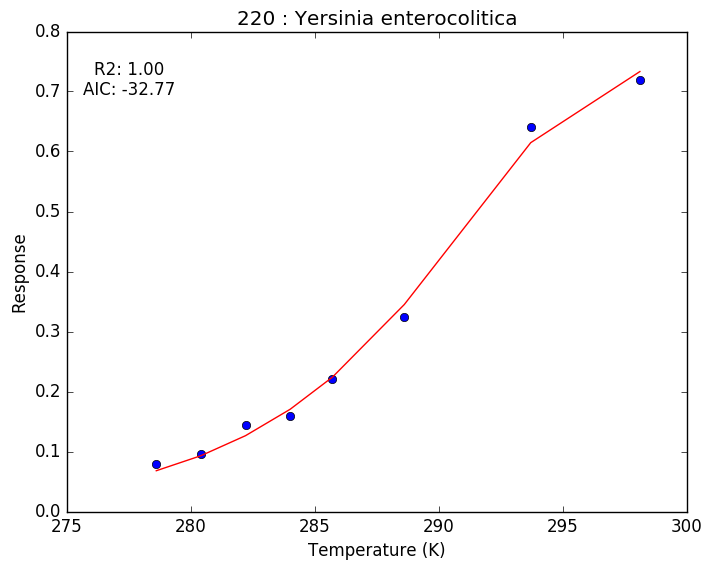 220 : Yersinia enterocolitica
R2: 1.00
AIC: -32.77
Response
0.8
0.7
0.6
0.5
0.4
0.3
0.2
0.1
0.0
275 280 285 290 295 300
Temperature (K)